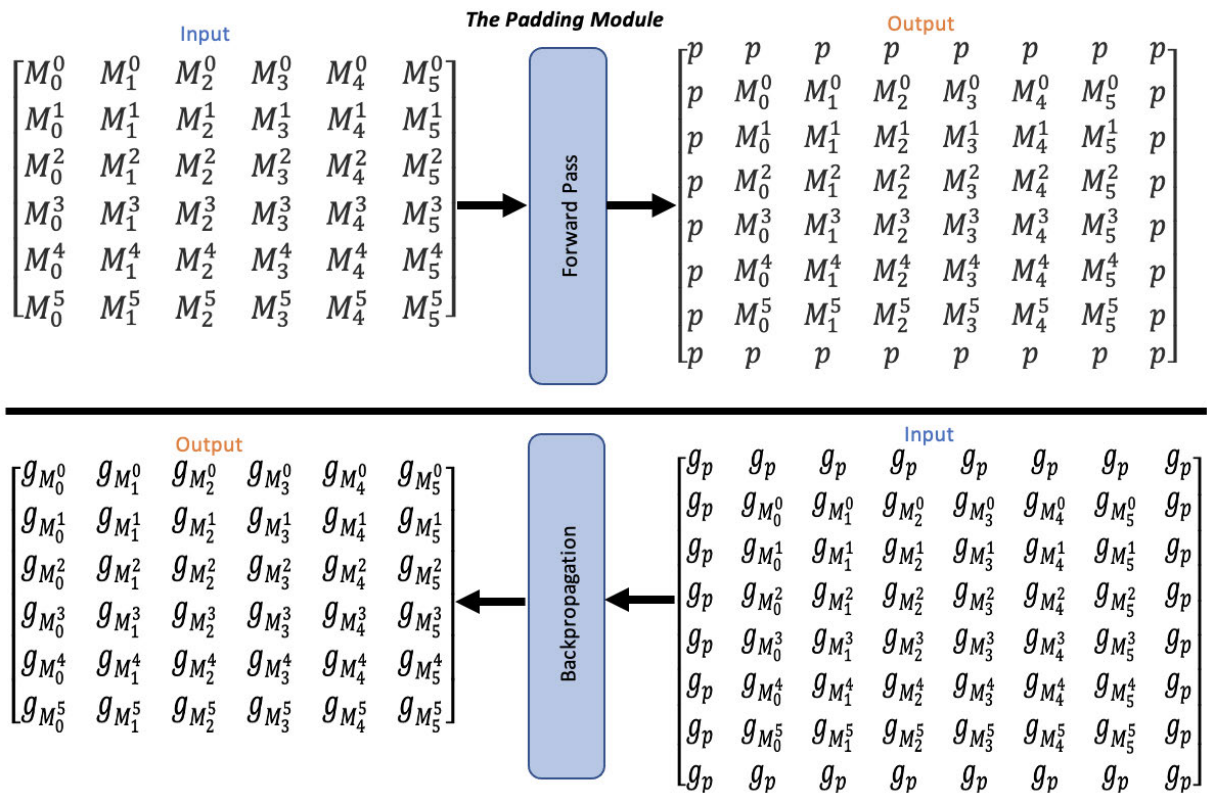 The Padding Module
Input
Output
M_0^0 M_1^0 M_2^0 M_3^0 M_4^0 M_5^0
M_0^1 M_1^1 M_2^1 M_3^1 M_4^1 M_5^1
M_0^2 M_1^2 M_2^2 M_3^2 M_4^2 M_5^2
M_0^3 M_1^3 M_2^3 M_3^3 M_4^3 M_5^3
M_0^4 M_1^4 M_2^4 M_3^4 M_4^4 M_5^4
M_0^5 M_1^5 M_2^5 M_3^5 M_4^5 M_5^5
Forward Pass
p p p p p p p p
p M_0^0 M_1^0 M_2^0 M_3^0 M_4^0 M_5^0 p
p M_0^1 M_1^1 M_2^1 M_3^1 M_4^1 M_5^1 p
p M_0^2 M_1^2 M_2^2 M_3^2 M_4^2 M_5^2 p
p M_0^3 M_1^3 M_2^3 M_3^3 M_4^3 M_5^3 p
p M_0^4 M_1^4 M_2^4 M_3^4 M_4^4 M_5^4 p
p M_0^5 M_1^5 M_2^5 M_3^5 M_4^5 M_5^5 p
p p p p p p p p
Output
Input
g_{M_0^0} g_{M_1^0} g_{M_2^0} g_{M_3^0} g_{M_4^0} g_{M_5^0}
g_{M_0^1} g_{M_1^1} g_{M_2^1} g_{M_3^1} g_{M_4^1} g_{M_5^1}
g_{M_0^2} g_{M_1^2} g_{M_2^2} g_{M_3^2} g_{M_4^2} g_{M_5^2}
g_{M_0^3} g_{M_1^3} g_{M_2^3} g_{M_3^3} g_{M_4^3} g_{M_5^3}
g_{M_0^4} g_{M_1^4} g_{M_2^4} g_{M_3^4} g_{M_4^4} g_{M_5^4}
g_{M_0^5} g_{M_1^5} g_{M_2^5} g_{M_3^5} g_{M_4^5} g_{M_5^5}
Backpropagation
g_p g_p g_p g_p g_p g_p g_p g_p
g_p g_{M_0^0} g_{M_1^0} g_{M_2^0} g_{M_3^0} g_{M_4^0} g_{M_5^0} g_p
g_p g_{M_0^1} g_{M_1^1} g_{M_2^1} g_{M_3^1} g_{M_4^1} g_{M_5^1} g_p
g_p g_{M_0^2} g_{M_1^2} g_{M_2^2} g_{M_3^2} g_{M_4^2} g_{M_5^2} g_p
g_p g_{M_0^3} g_{M_1^3} g_{M_2^3} g_{M_3^3} g_{M_4^3} g_{M_5^3} g_p
g_p g_{M_0^4} g_{M_1^4} g_{M_2^4} g_{M_3^4} g_{M_4^4} g_{M_5^4} g_p
g_p g_{M_0^5} g_{M_1^5} g_{M_2^5} g_{M_3^5} g_{M_4^5} g_{M_5^5} g_p
g_p g_p g_p g_p g_p g_p g_p g_p